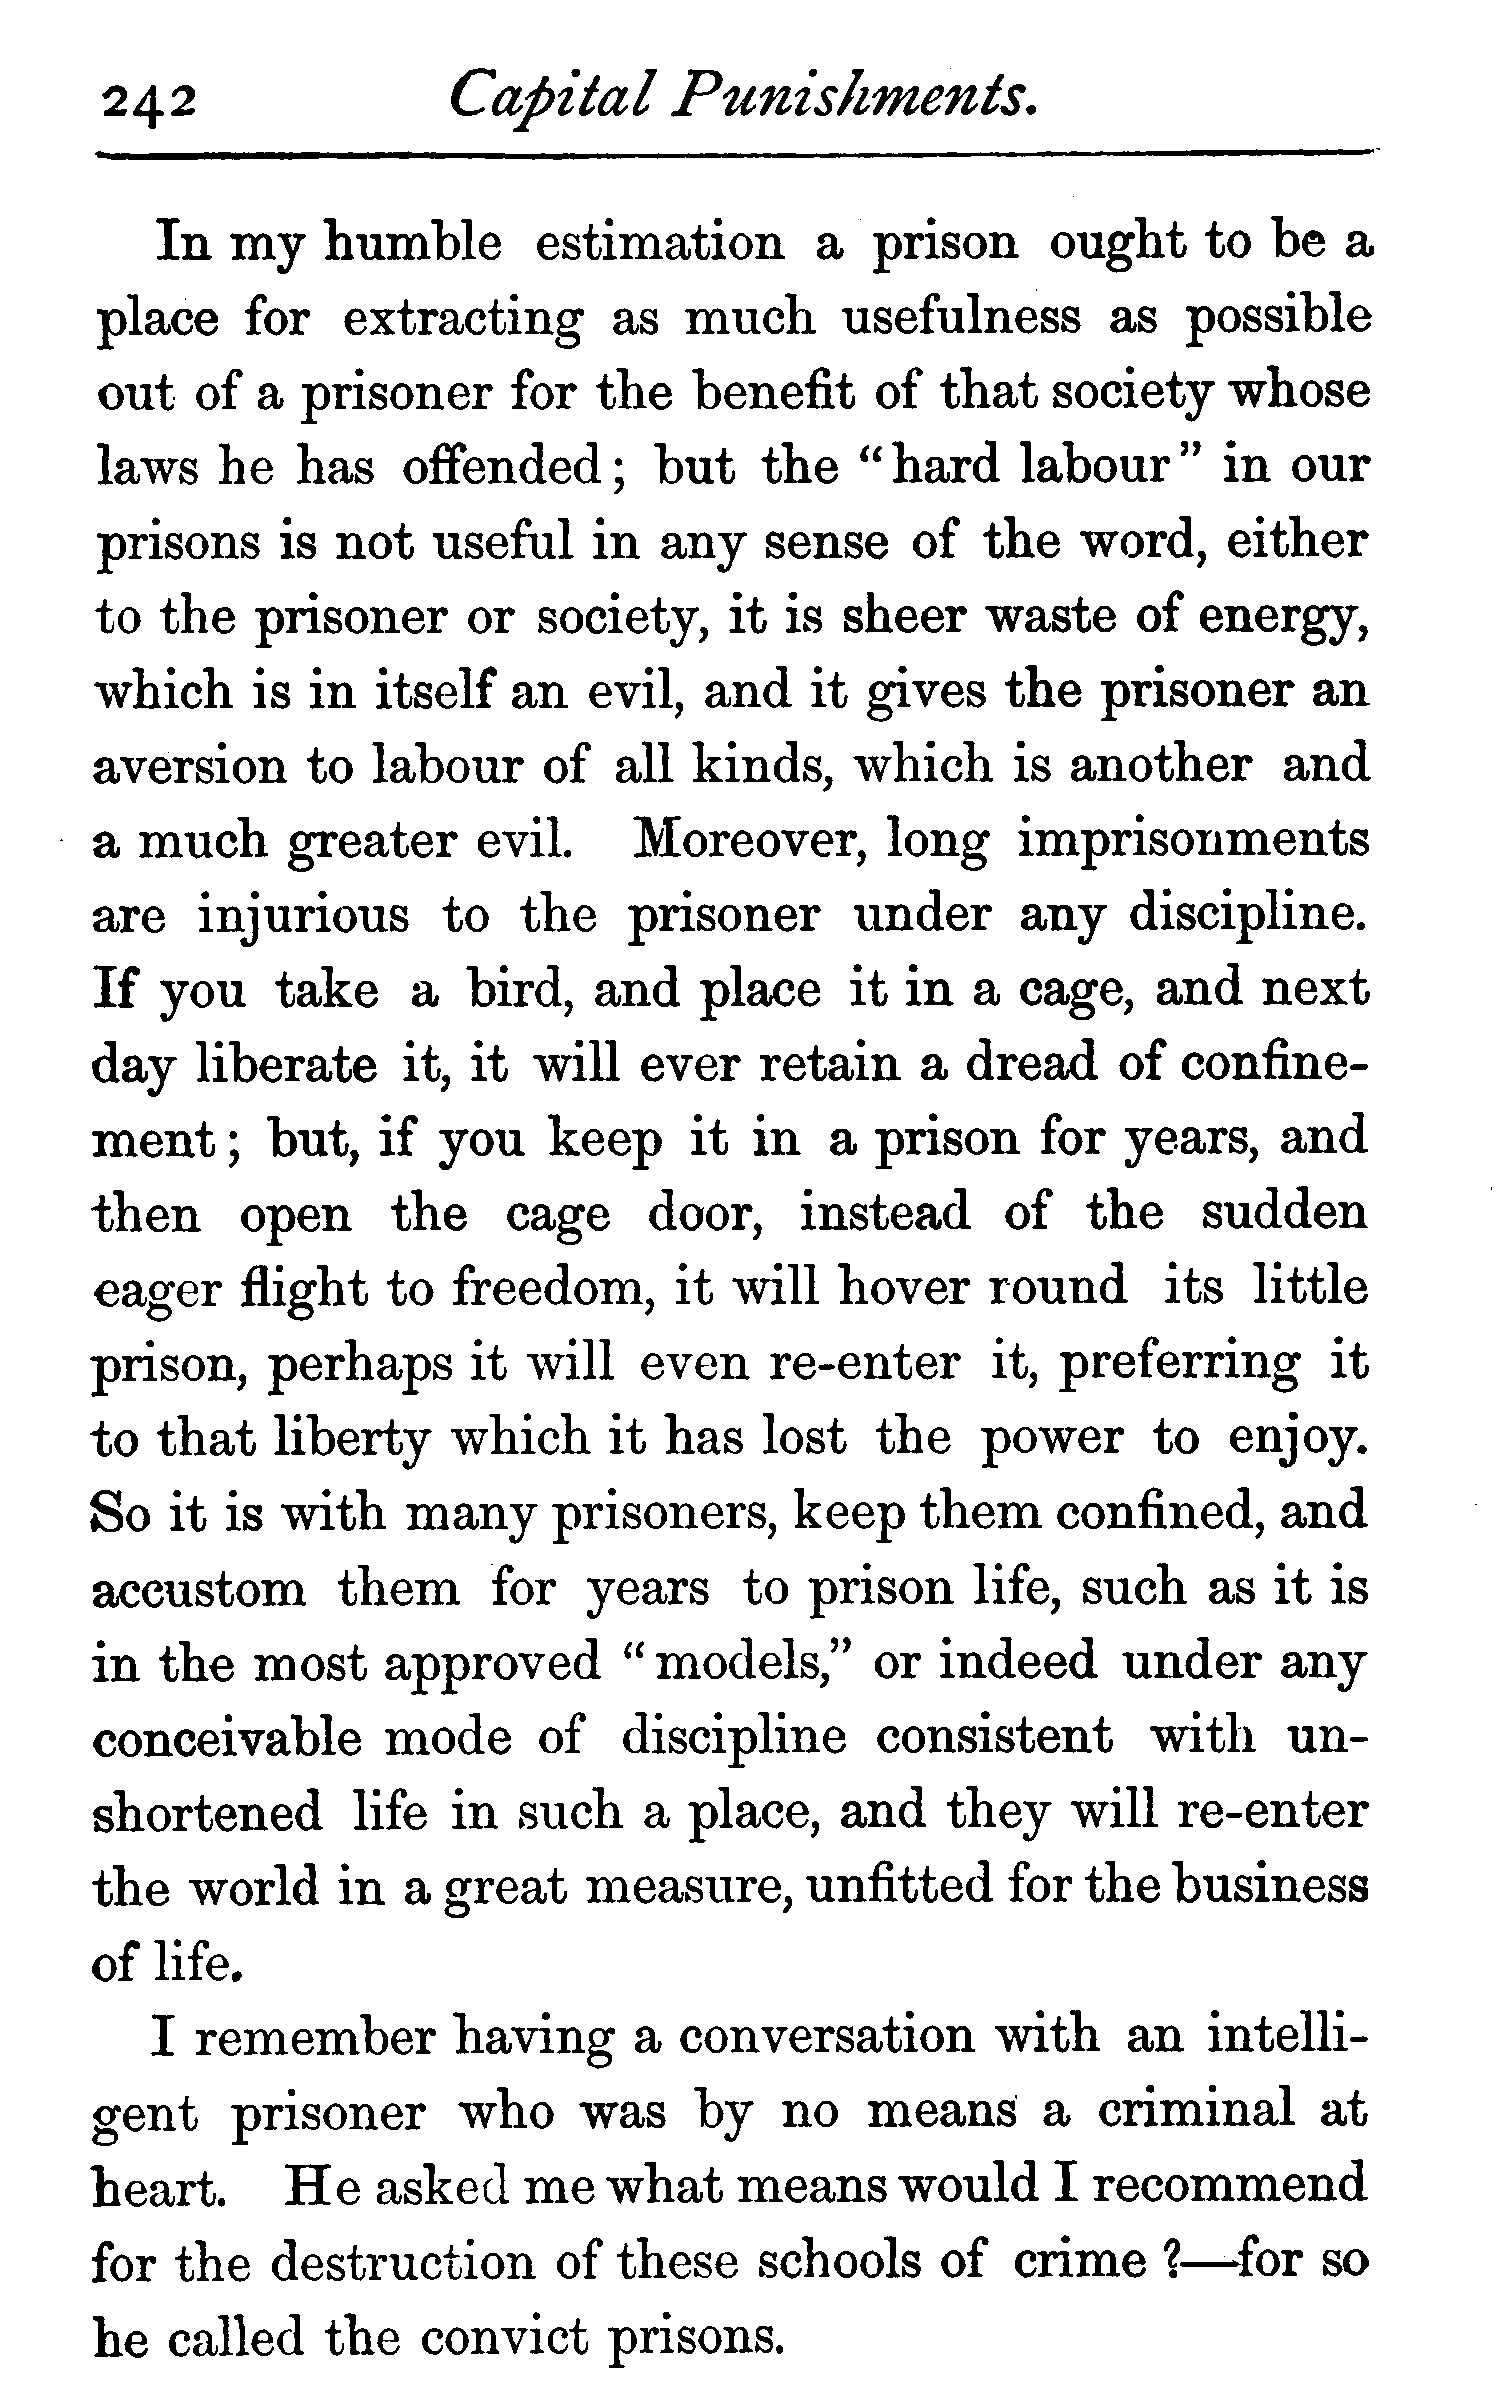 242 Capital Punishments.
In my humble estimation a prison ought to be a
place for extracting as much usefulness as possible
out of a prisoner for the benefit of that society whose
laws he has offended; but the "hard labour" in our
prisons is not useful in any sense of the word, either
to the prisoner or society, it is sheer waste of energy,
which is in itself an evil, and it gives the prisoner an
aversion to labour of all kinds, which is another and
a much greater evil. Moreover, long imprisonments
are injurious to the prisoner under any discipline.
If you take a bird, and place it in a cage, and next
day liberate it, it will ever retain a dread of confine-
ment; but, if you keep it in a prison for years, and
then open the cage door, instead of the sudden
eager flight to freedom, it will hover round its little
prison, perhaps it will even re-enter it, preferring it
to that liberty which it has lost the power to enjoy.
So it is with many prisoners, keep them confined, and
accustom them for years to prison life, such as it is
in the most approved "models," or indeed under any
conceivable mode of discipline consistent with un-
shortened life in such a place, and they will re-enter
the world in a great measure, unfitted for the business
of life.
I remember having a conversation with an intelli-
gent prisoner who was by no means a criminal at
heart. He asked me what means would I recommend
for the destruction of these schools of crime?—for so
he called the convict prisons.